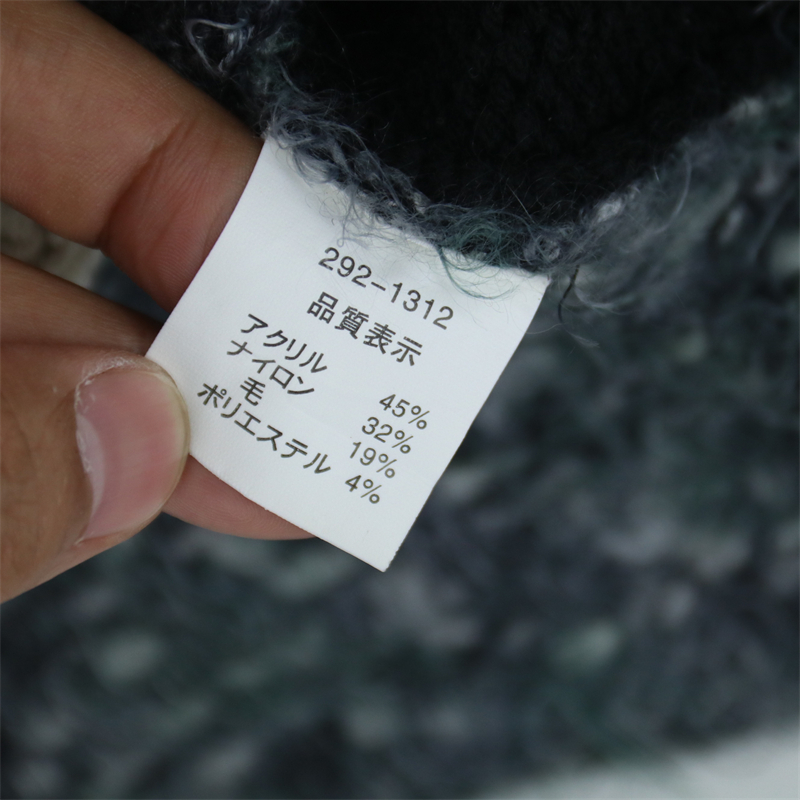 292-1312
品質表示
アクリル 45%
ナイロン 32%
毛 19%
ポリエステル 4%